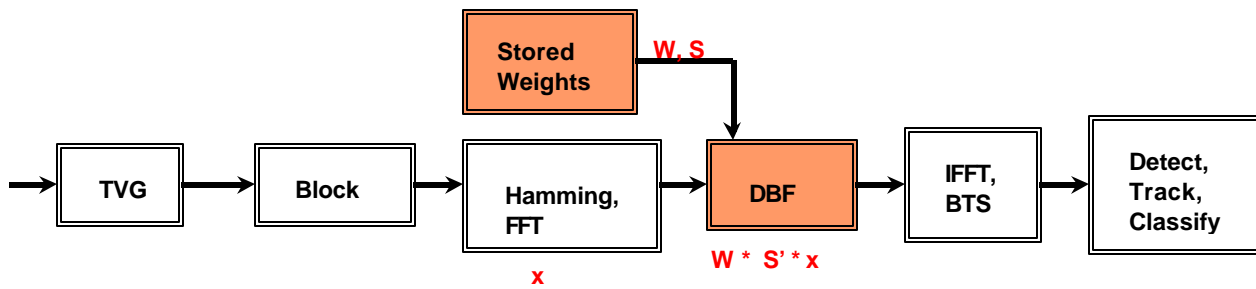 Stored
Weights
W, S
TVG
Block
Hamming,
FFT
DBF
IFFT,
BTS
Detect,
Track,
Classify
x
W * S’ * x